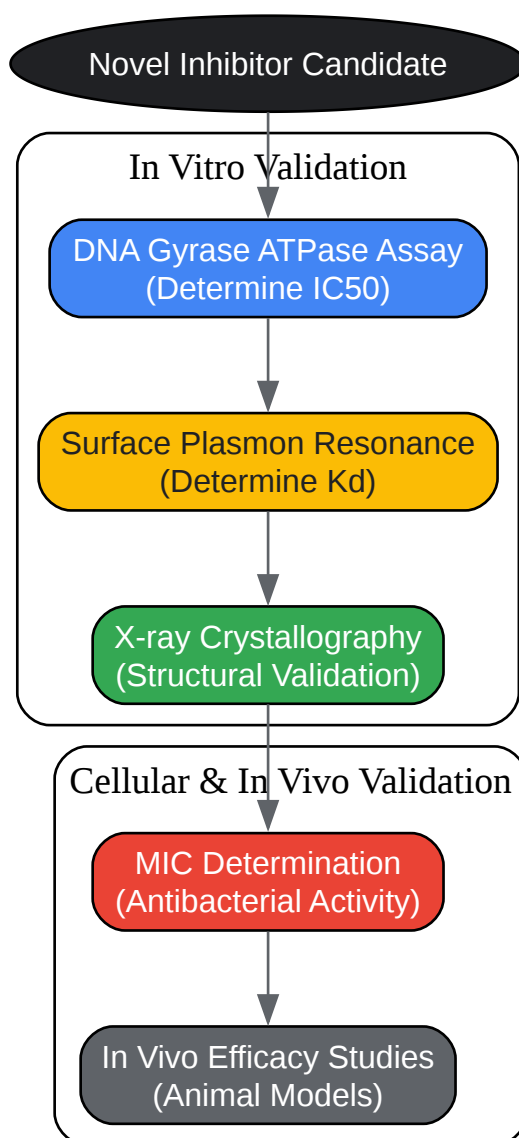 Novel Inhibitor Candidate
In Vitro Validation
DNA Gyrase ATPase Assay
(Determine IC50)
Surface Plasmon Resonance
(Determine Kd)
X-ray Crystallography
(Structural Validation)
Cellular & In Vivo Validation
MIC Determination
(Antibacterial Activity)
In Vivo Efficacy Studies
(Animal Models)